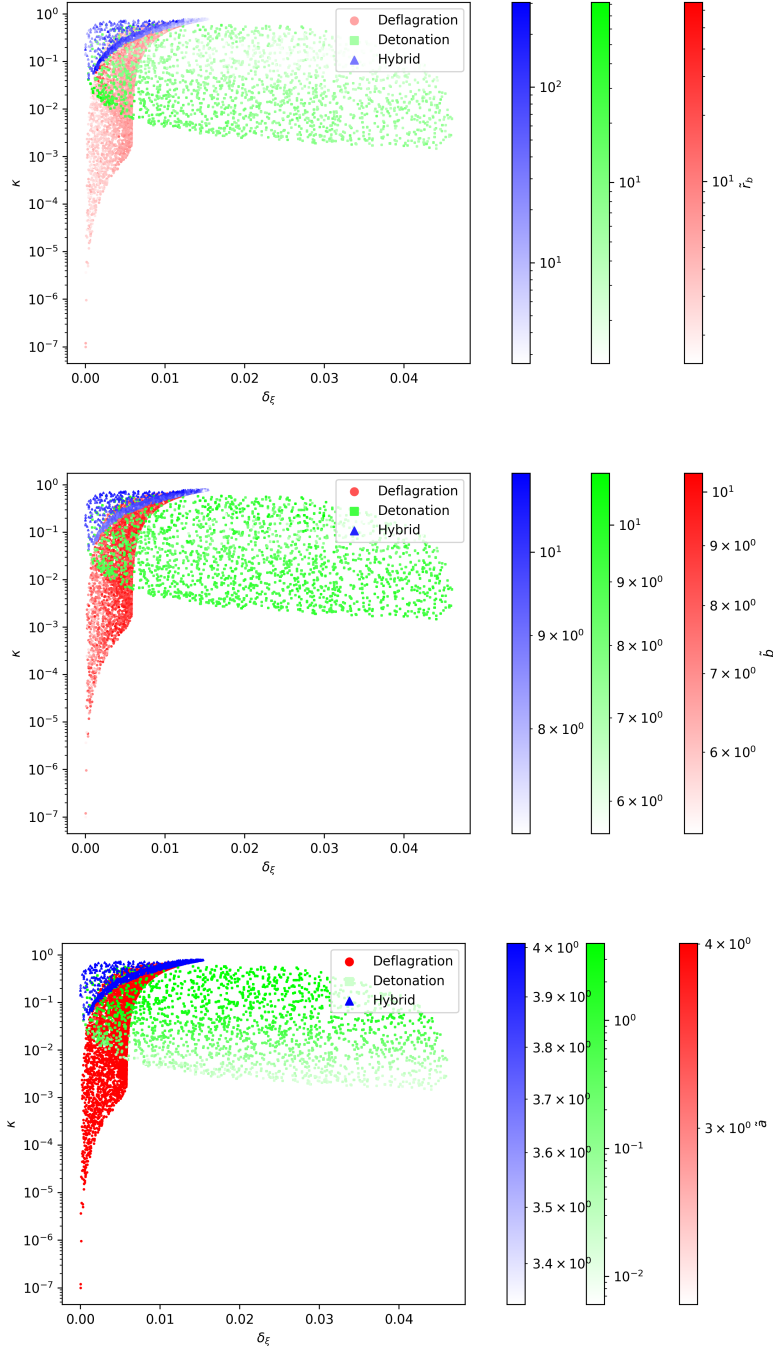 10⁰
10⁻¹
10⁻²
10⁻³
10⁻⁴
10⁻⁵
10⁻⁶
10⁻⁷
κ
0.00 0.01 0.02 0.03 0.04
δ_ξ
Deflagration
Detonation
Hybrid
10²
10¹
10¹
10¹
r̃_b
10⁰
10⁻¹
10⁻²
10⁻³
10⁻⁴
10⁻⁵
10⁻⁶
10⁻⁷
κ
0.00 0.01 0.02 0.03 0.04
δ_ξ
Deflagration
Detonation
Hybrid
10¹
9 × 10⁰
8 × 10⁰
10¹
9 × 10⁰
8 × 10⁰
7 × 10⁰
6 × 10⁰
10¹
9 × 10⁰
8 × 10⁰
7 × 10⁰
6 × 10⁰
b̃
10⁰
10⁻¹
10⁻²
10⁻³
10⁻⁴
10⁻⁵
10⁻⁶
10⁻⁷
κ
0.00 0.01 0.02 0.03 0.04
δ_ξ
Deflagration
Detonation
Hybrid
4 × 10⁰
3.9 × 10⁰
3.8 × 10⁰
3.7 × 10⁰
3.6 × 10⁰
3.5 × 10⁰
3.4 × 10⁰
10⁰
10⁻¹
10⁻²
4 × 10⁰
3 × 10⁰
ã